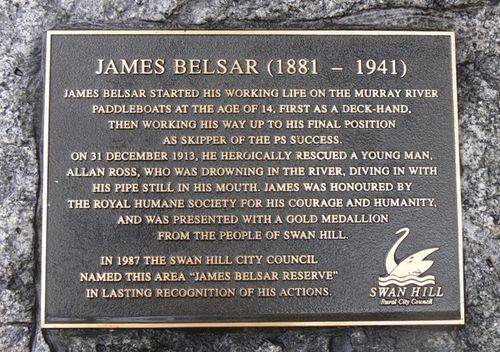 JAMES BELSAR (1881 – 1941)
JAMES BELSAR STARTED HIS WORKING LIFE ON THE MURRAY RIVER
PADDLEBOATS AT THE AGE OF 14, FIRST AS A DECK-HAND,
THEN WORKING HIS WAY UP TO HIS FINAL POSITION
AS SKIPPER OF THE PS SUCCESS.
ON 31 DECEMBER 1913, HE HEROICALLY RESCUED A YOUNG MAN,
ALLAN ROSS, WHO WAS DROWNING IN THE RIVER, DIVING IN WITH
HIS PIPE STILL IN HIS MOUTH. JAMES WAS HONOURED BY
THE ROYAL HUMANE SOCIETY FOR HIS COURAGE AND HUMANITY,
AND WAS PRESENTED WITH A GOLD MEDALLION
FROM THE PEOPLE OF SWAN HILL.
IN 1987 THE SWAN HILL CITY COUNCIL
NAMED THIS AREA "JAMES BELSAR RESERVE"
IN LASTING RECOGNITION OF HIS ACTIONS.
SWAN HILL
Rural City Council